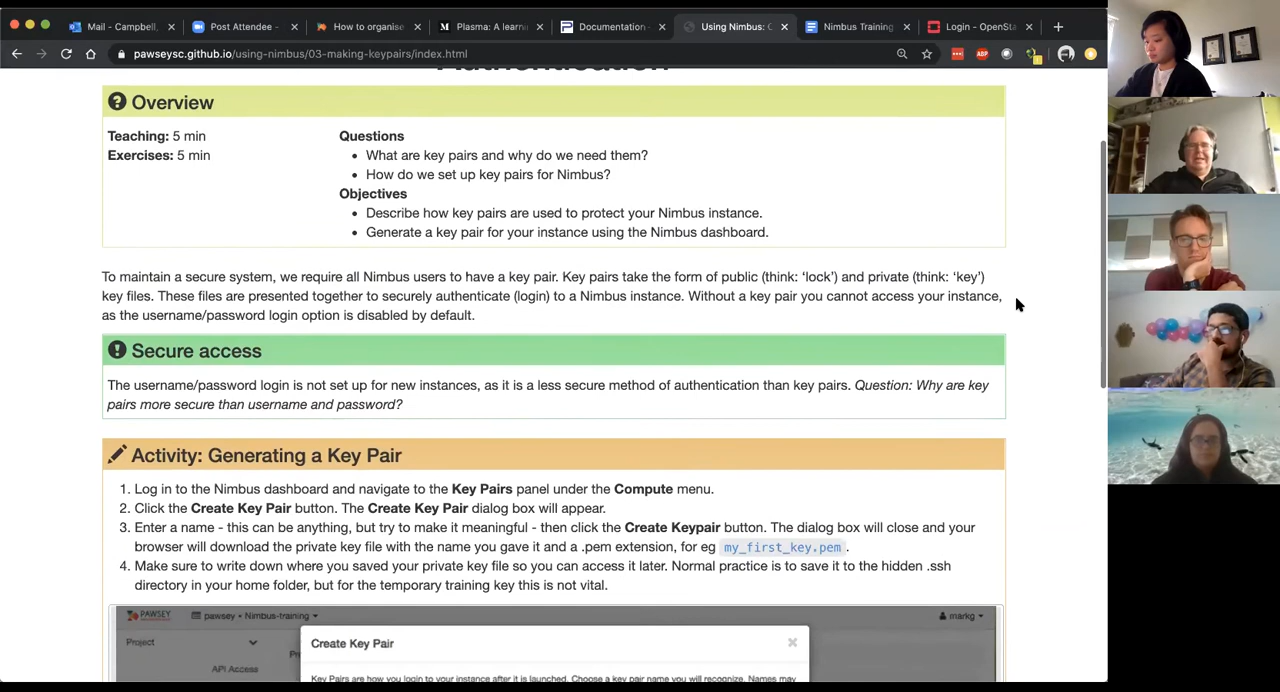 Mail - Campbell,
Post Attendee -
How to organise
Plasma: A learni
Documentation -
Using Nimbus: C
Nimbus Training
Login - OpenSta
pawseysc.github.io/using-nimbus/03-making-keypairs/index.html
ABP
Authentication
Overview
Teaching: 5 min
Exercises: 5 min
Questions
What are key pairs and why do we need them?
How do we set up key pairs for Nimbus?
Objectives
Describe how key pairs are used to protect your Nimbus instance.
Generate a key pair for your instance using the Nimbus dashboard.
To maintain a secure system, we require all Nimbus users to have a key pair. Key pairs take the form of public (think: ‘lock’) and private (think: ‘key’)
key files. These files are presented together to securely authenticate (login) to a Nimbus instance. Without a key pair you cannot access your instance,
as the username/password login option is disabled by default.
Secure access
The username/password login is not set up for new instances, as it is a less secure method of authentication than key pairs. Question: Why are key
pairs more secure than username and password?
Activity: Generating a Key Pair
1. Log in to the Nimbus dashboard and navigate to the Key Pairs panel under the Compute menu.
2. Click the Create Key Pair button. The Create Key Pair dialog box will appear.
3. Enter a name - this can be anything, but try to make it meaningful - then click the Create Keypair button. The dialog box will close and your
browser will download the private key file with the name you gave it and a .pem extension, for eg my_first_key.pem.
4. Make sure to write down where you saved your private key file so you can access it later. Normal practice is to save it to the hidden .ssh
directory in your home folder, but for the temporary training key this is not vital.
PAWSEY
pawsey • Nimbus-training
markg
Project
API Access
Pr
Create Key Pair
Key Pairs are how you login to your instance after it is launched. Choose a key pair name you will recognize. Names may